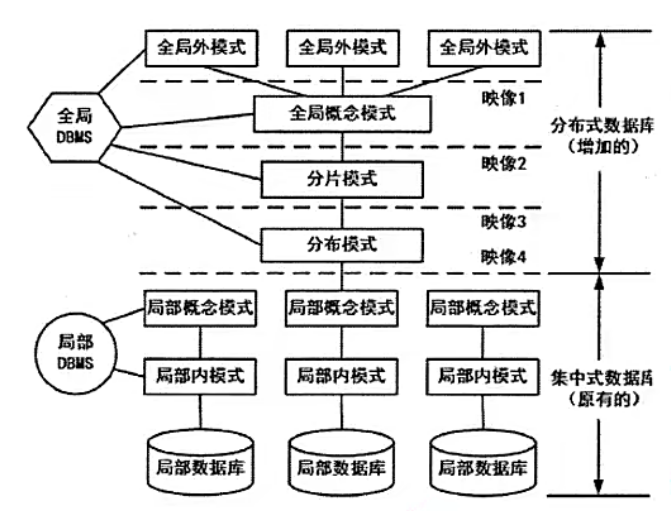 全局外模式
全局外模式
全局外模式
映像1
全局
DBMS
全局概念模式
分布式数据库
（增加的）
映像2
分片模式
映像3
分布模式
映像4
局部概念模式
局部概念模式
局部概念模式
局部
DBMS
局部内模式
局部内模式
局部内模式
集中式数据库
（原有的）
局部数据库
局部数据库
局部数据库